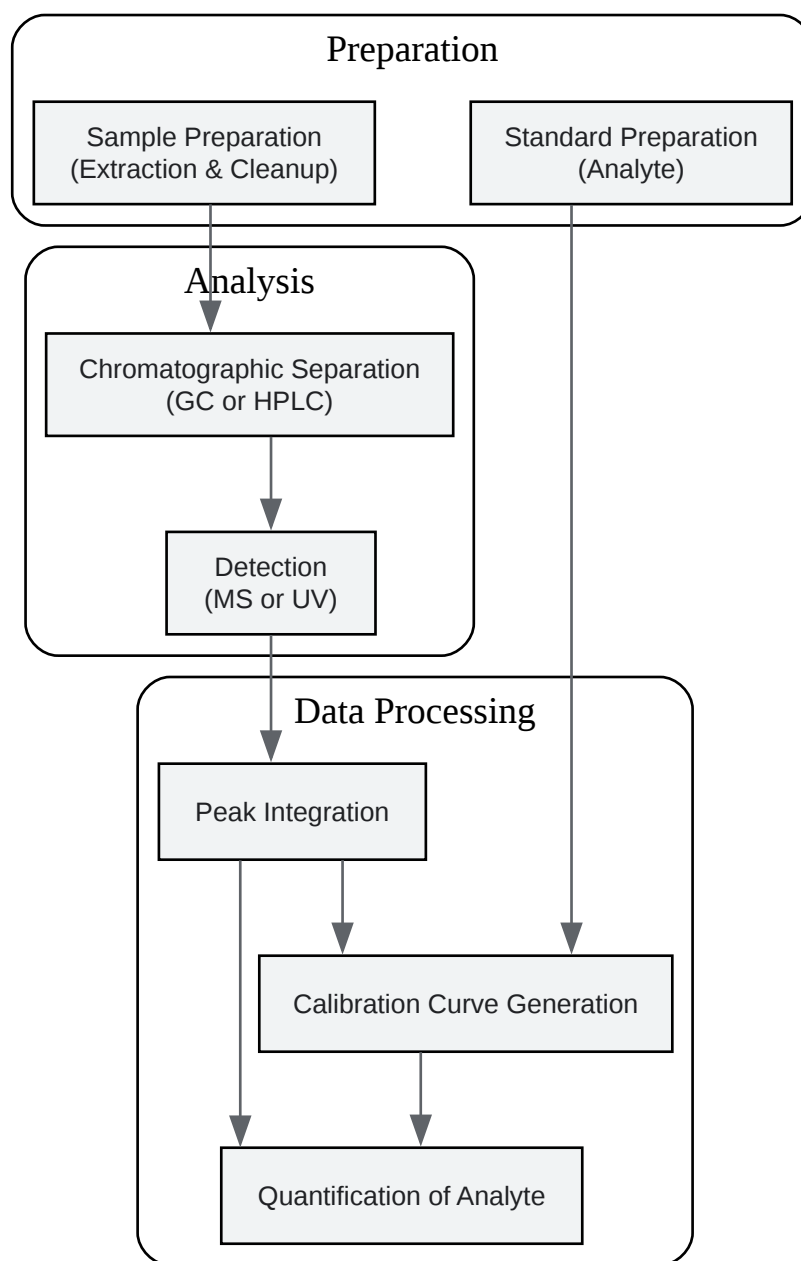 Preparation
Sample Preparation
(Extraction & Cleanup)
Standard Preparation
(Analyte)
Analysis
Chromatographic Separation
(GC or HPLC)
Detection
(MS or UV)
Data Processing
Peak Integration
Calibration Curve Generation
Quantification of Analyte